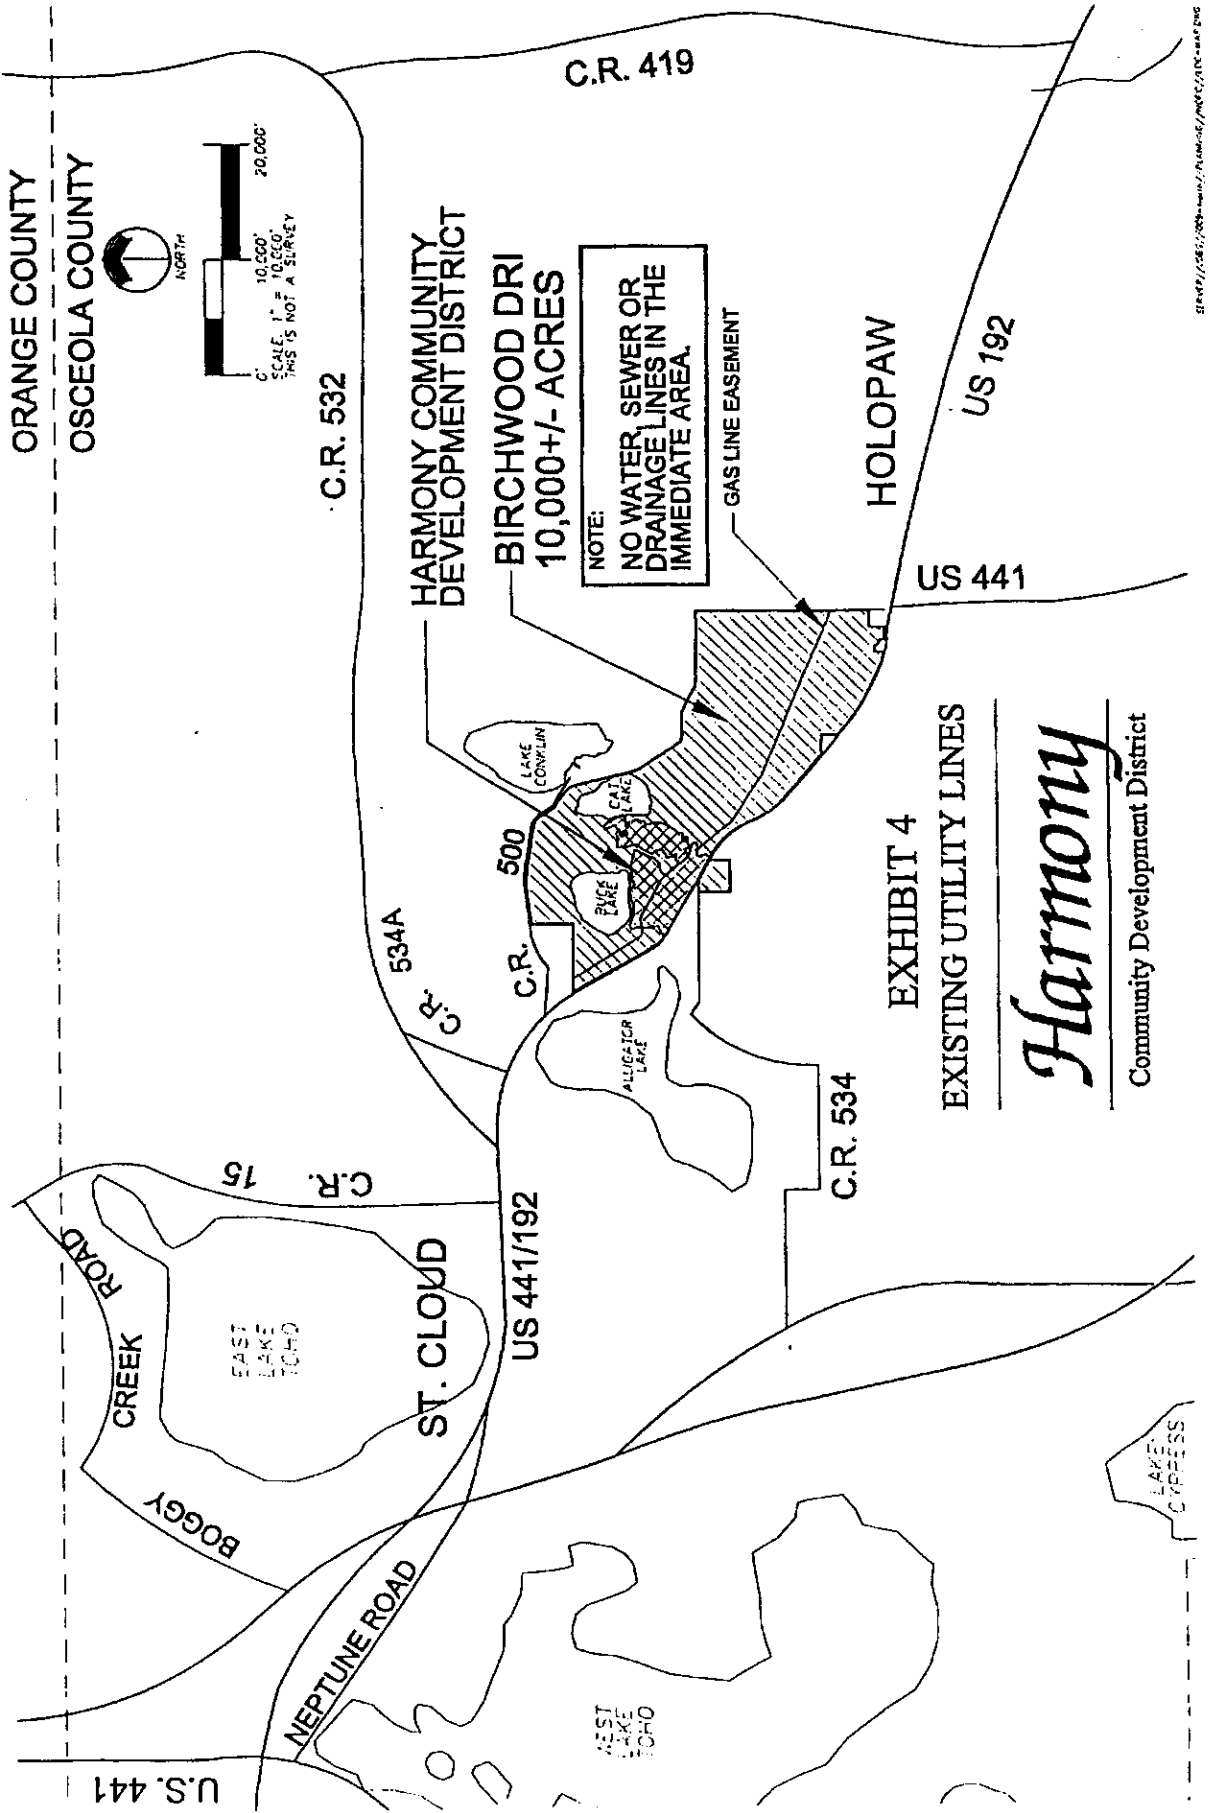 ORANGE COUNTY
OSCEOLA COUNTY
NORTH
0' 10,000' 20,000'
SCALE 1" = 10,000'
THIS IS NOT A SURVEY
C.R. 532
C.R. 419
HARMONY COMMUNITY
DEVELOPMENT DISTRICT
BIRCHWOOD DRI
10,000+/- ACRES
NOTE:
NO WATER, SEWER OR
DRAINAGE LINES IN THE
IMMEDIATE AREA.
GAS LINE EASEMENT
HOLOPAW
US 192
US 441
LAKE
CONKLIN
CAT
LAKE
BUCK
LAKE
C.R. 500
C.R. 534A
ALLIGATOR
LAKE
C.R. 534
C.R. 15
BOGGY CREEK ROAD
EAST
LAKE
TOHO
ST. CLOUD
US 441/192
NEPTUNE ROAD
U.S. 441
WEST
LAKE
TOHO
LAKE
CYPRESS
EXHIBIT 4
EXISTING UTILITY LINES
Harmony
Community Development District